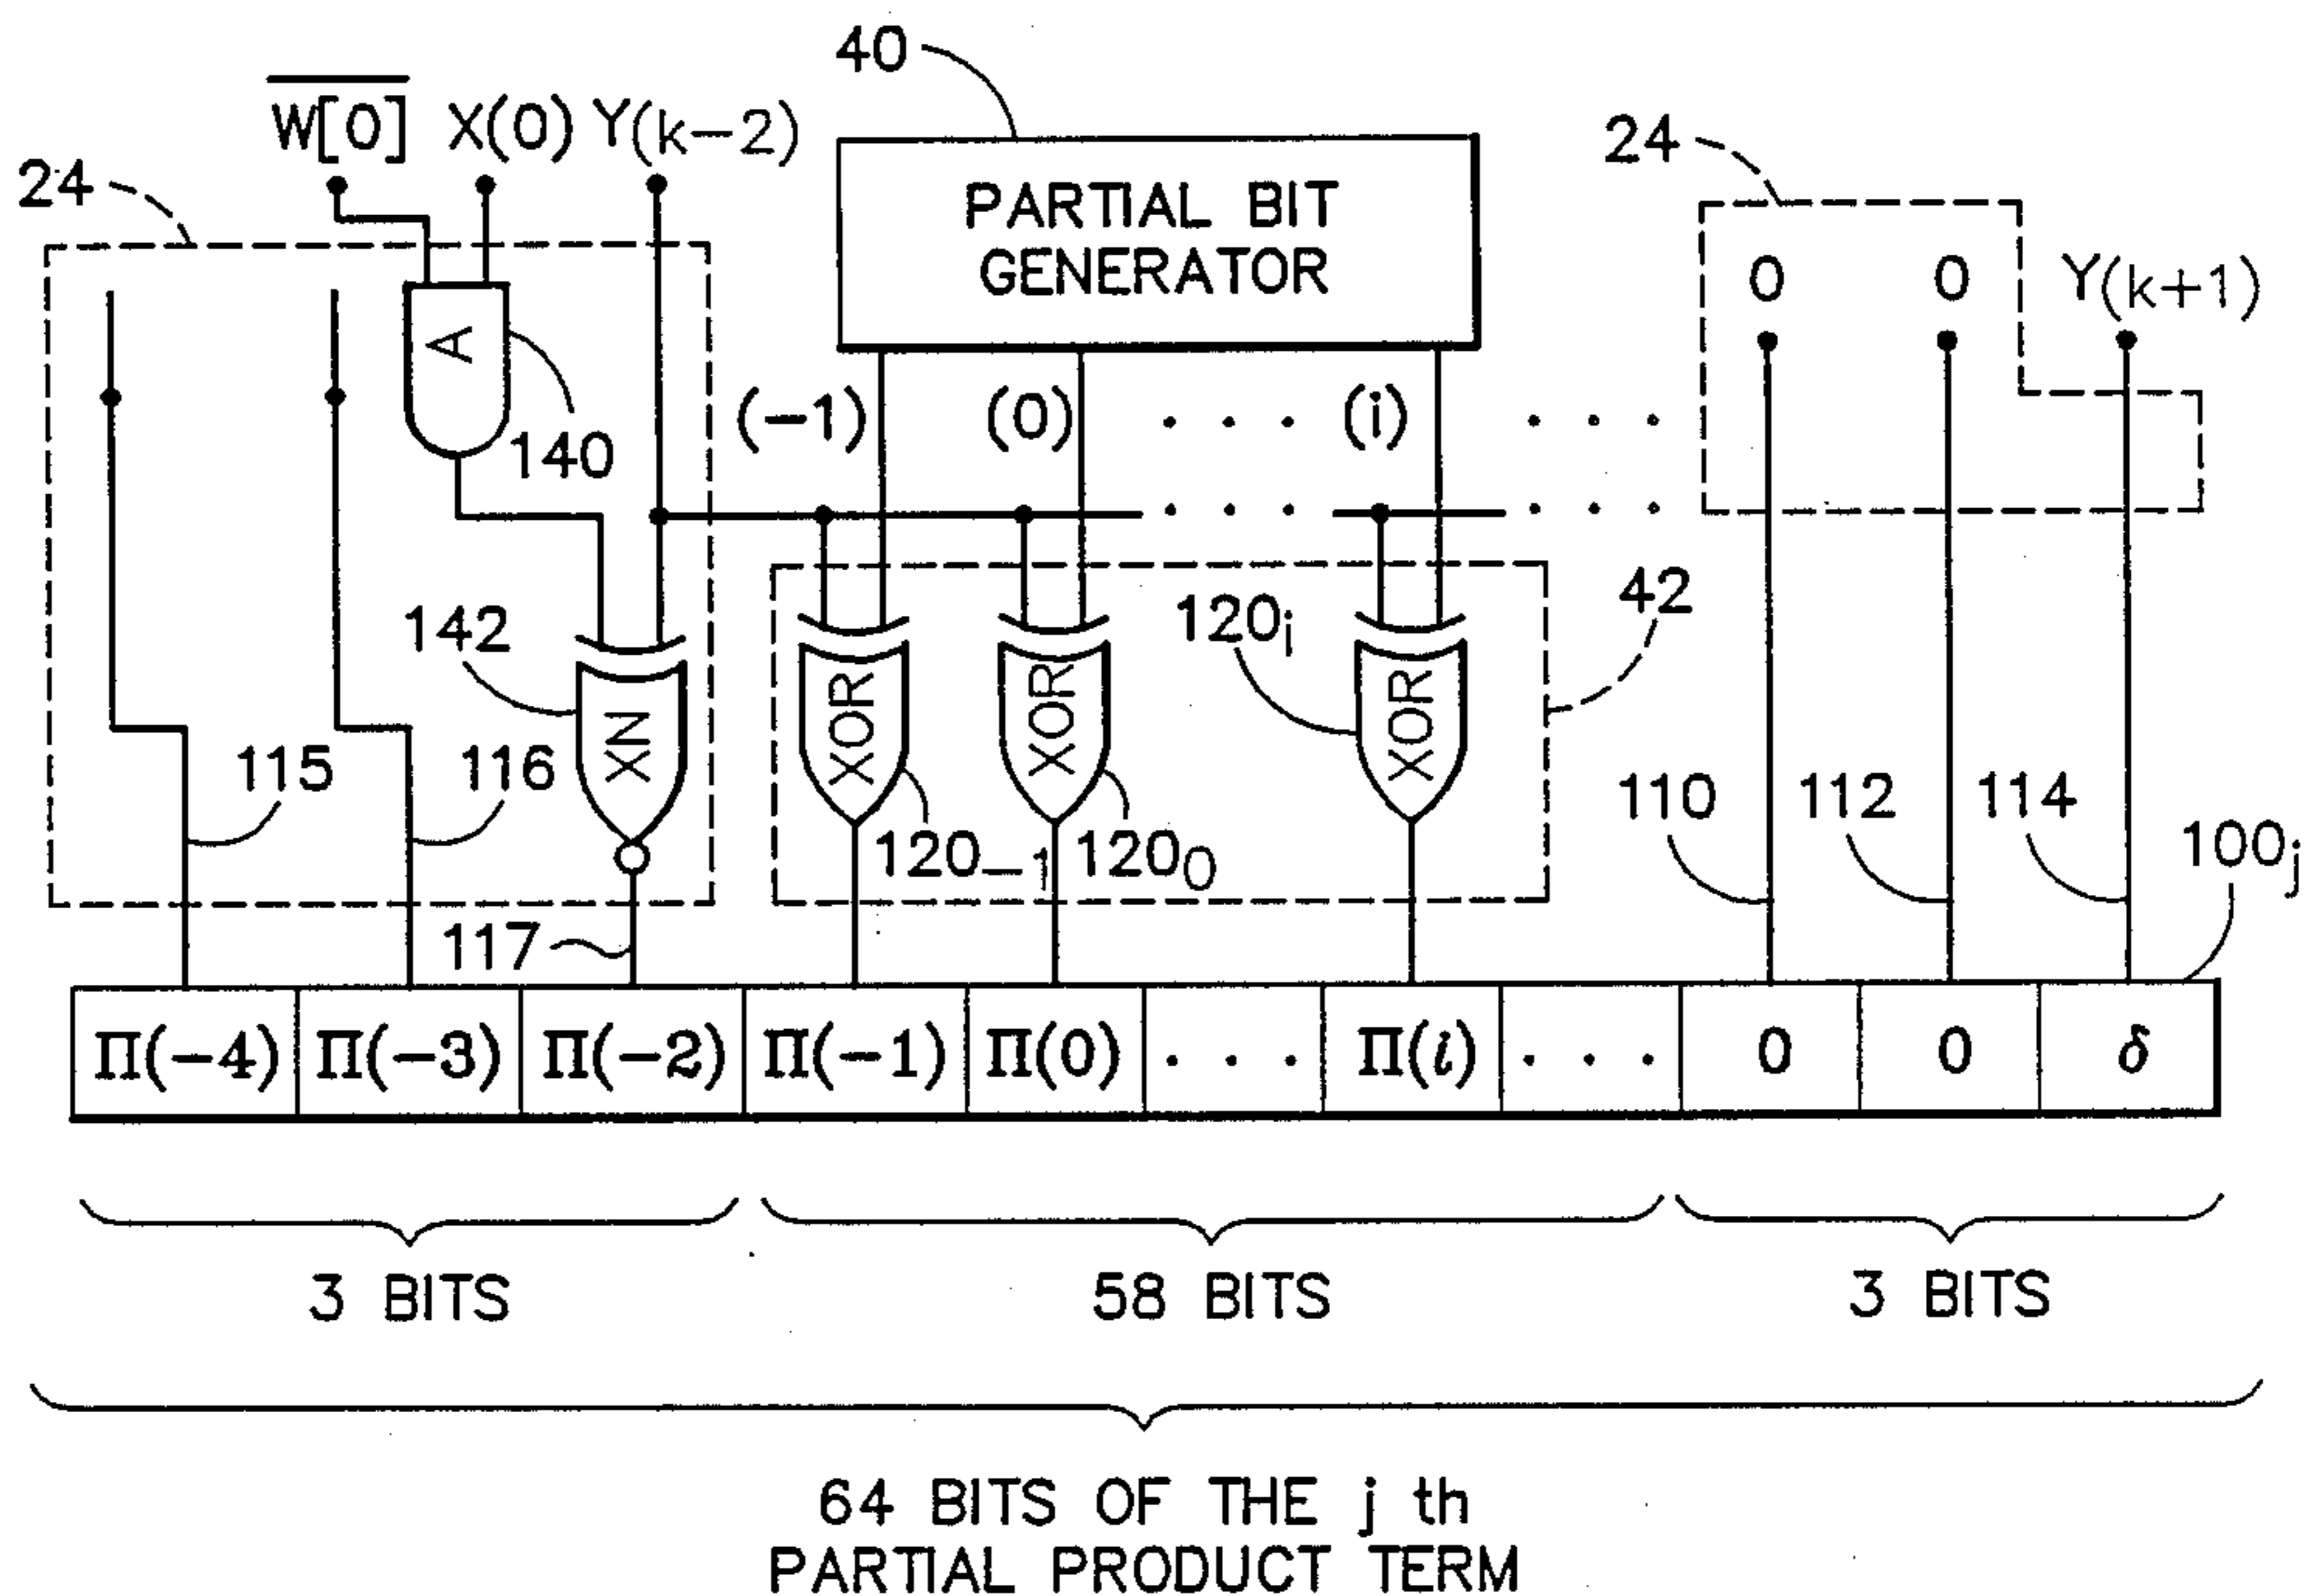 40
W[0] X(0) Y(k−2)
24
24
PARTIAL BIT
GENERATOR
0 0 Y(k+1)
A
140
(−1) (0) . . . (i) . . .
. . . . . .
142
120i
42
XN
XOR
XOR
XOR
115
116
110
112
114
120−1
1200
100j
117
Π(−4) Π(−3) Π(−2) Π(−1) Π(0) . . . Π(i) . . . 0 0 δ
3 BITS 58 BITS 3 BITS
64 BITS OF THE j th
PARTIAL PRODUCT TERM